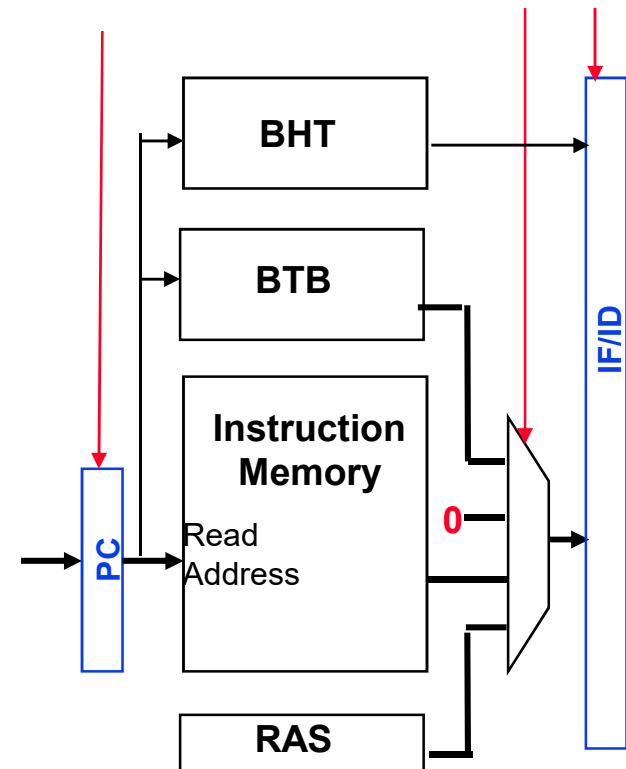 BHT
BTB
IF/ID
Instruction
Memory
0
PC
Read
Address
RAS